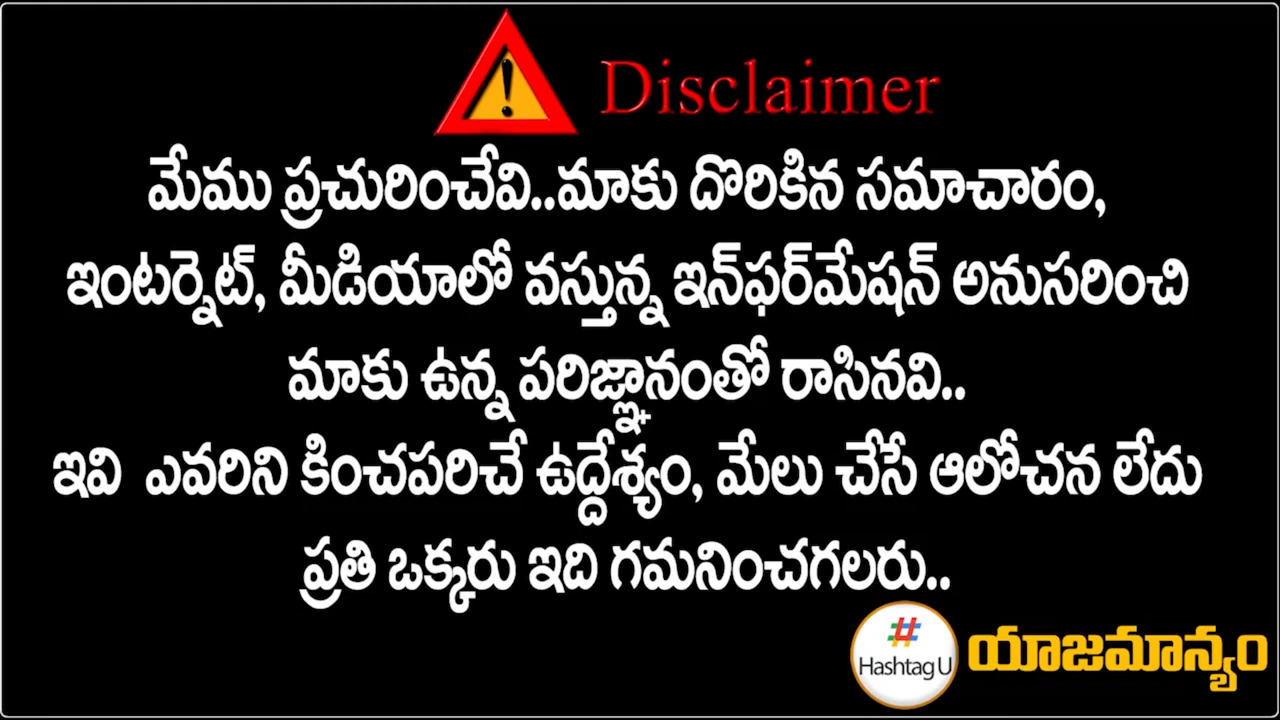 Disclaimer
మేము ప్రచురించేవి..మాకు దొరికిన సమాచారం,
ఇంటర్నెట్, మీడియాలో వస్తున్న ఇన్‌ఫర్‌మేషన్ అనుసరించి
మాకు ఉన్న పరిజ్ఞానంతో రాసినవి..
ఇవి ఎవరిని కించపరిచే ఉద్దేశ్యం, మేలు చేసే ఆలోచన లేదు
ప్రతి ఒక్కరు ఇది గమనించగలరు..
#
Hashtag U
యాజమాన్యం